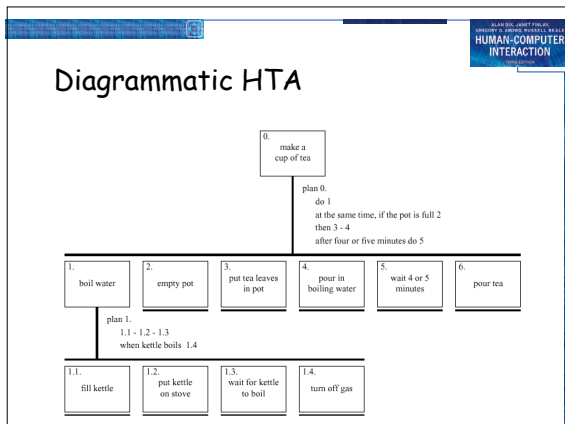 ALAN DIX, JANET FINLAY,
GREGORY D. ABOWD, RUSSELL BEALE
HUMAN-COMPUTER
INTERACTION
THIRD EDITION
Diagrammatic HTA
0.
make a
cup of tea
plan 0.
do 1
at the same time, if the pot is full 2
then 3 - 4
after four or five minutes do 5
1.
boil water
2.
empty pot
3.
put tea leaves
in pot
4.
pour in
boiling water
5.
wait 4 or 5
minutes
6.
pour tea
plan 1.
1.1 - 1.2 - 1.3
when kettle boils 1.4
1.1.
fill kettle
1.2.
put kettle
on stove
1.3.
wait for kettle
to boil
1.4.
turn off gas